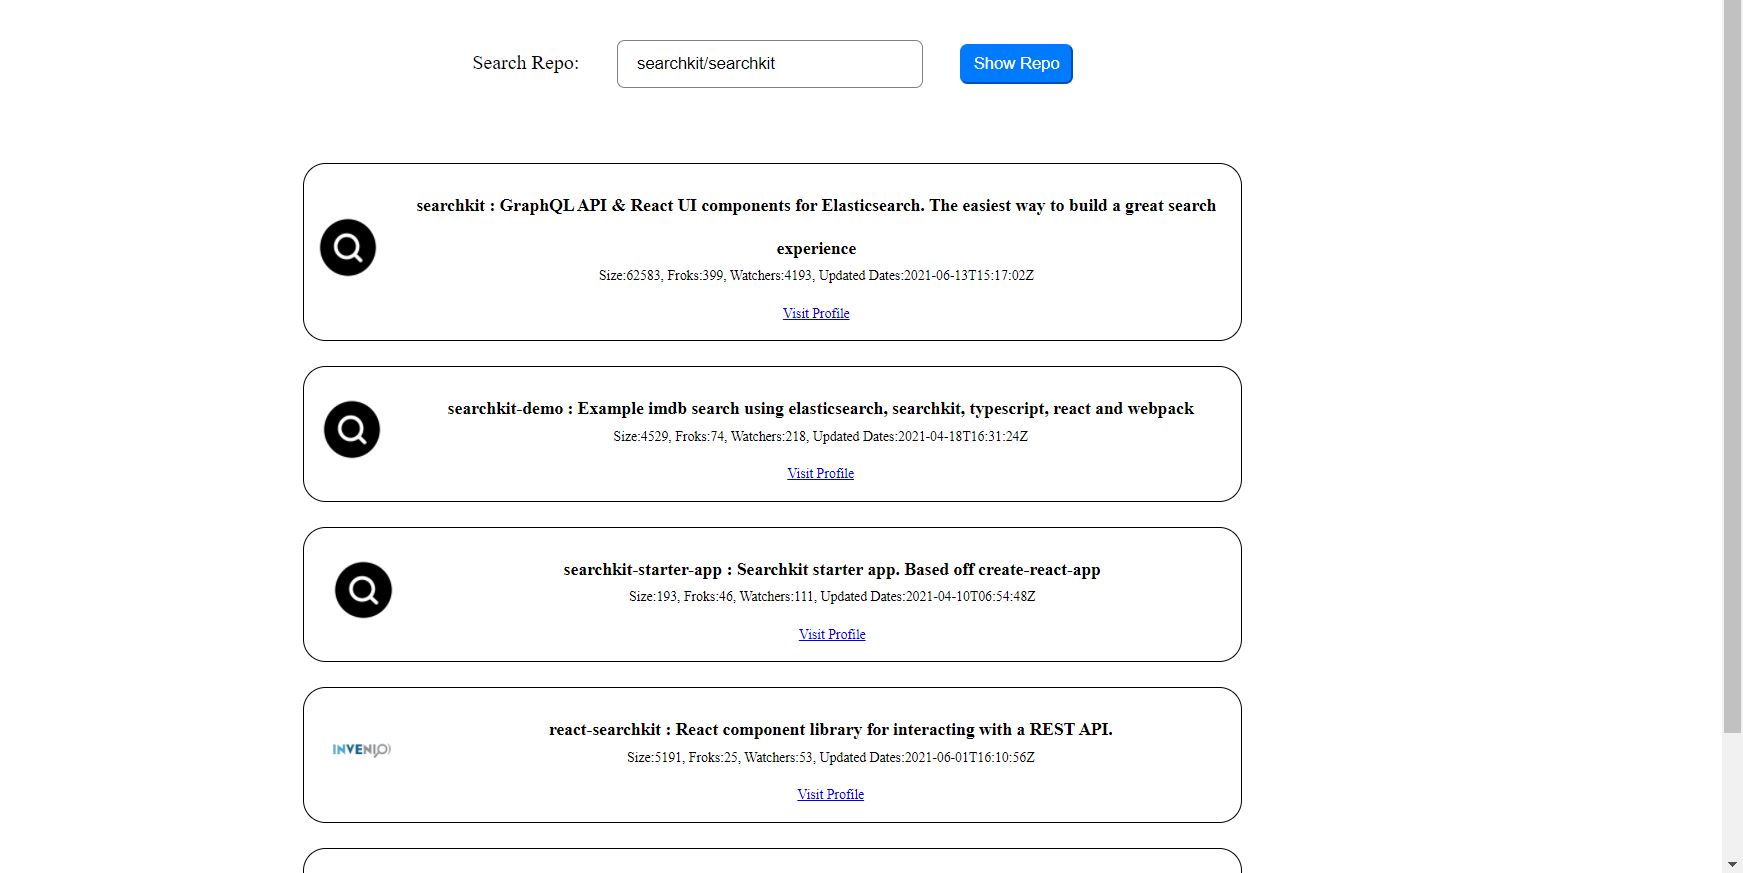 Search Repo:
searchkit/searchkit
Show Repo
searchkit : GraphQL API & React UI components for Elasticsearch. The easiest way to build a great search
experience
Size:62583, Froks:399, Watchers:4193, Updated Dates:2021-06-13T15:17:02Z
Visit Profile
searchkit-demo : Example imdb search using elasticsearch, searchkit, typescript, react and webpack
Size:4529, Froks:74, Watchers:218, Updated Dates:2021-04-18T16:31:24Z
Visit Profile
searchkit-starter-app : Searchkit starter app. Based off create-react-app
Size:193, Froks:46, Watchers:111, Updated Dates:2021-04-10T06:54:48Z
Visit Profile
INVENIO
react-searchkit : React component library for interacting with a REST API.
Size:5191, Froks:25, Watchers:53, Updated Dates:2021-06-01T16:10:56Z
Visit Profile